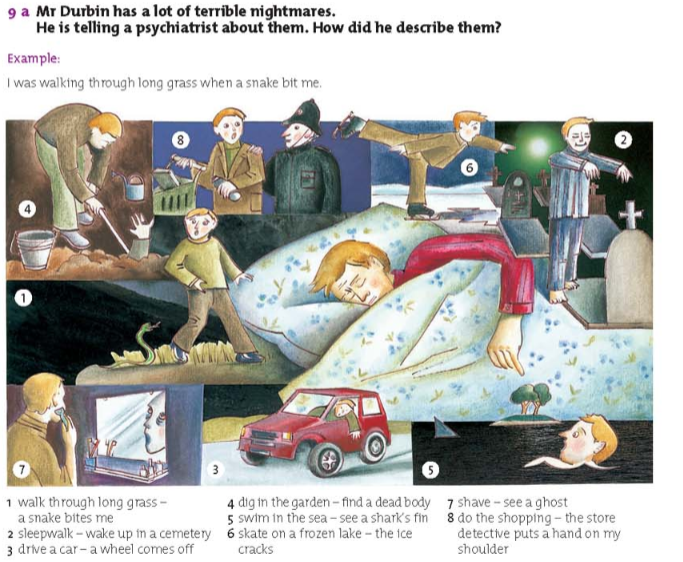 9 a Mr Durbin has a lot of terrible nightmares.
He is telling a psychiatrist about them. How did he describe them?
Example:
I was walking through long grass when a snake bit me.
8
2
6
4
1
7
3
5
1 walk through long grass –
a snake bites me
2 sleepwalk – wake up in a cemetery
3 drive a car – a wheel comes off
4 dig in the garden – find a dead body
5 swim in the sea – see a shark's fin
6 skate on a frozen lake – the ice
cracks
7 shave – see a ghost
8 do the shopping – the store
detective puts a hand on my
shoulder